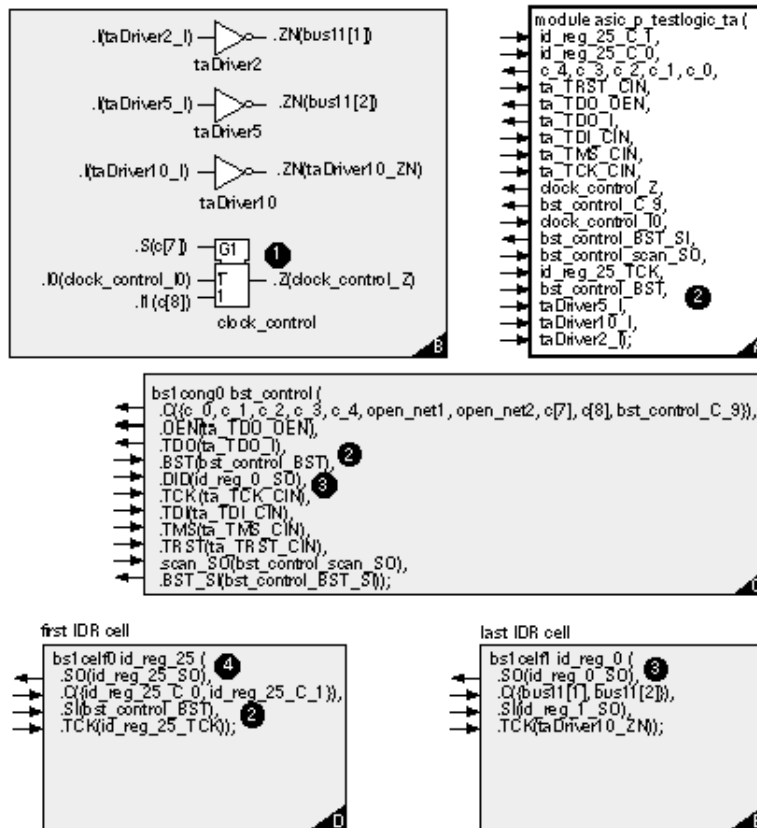 .I(taDriver2_I)
.ZN(bus11[1])
taDriver2
.I(taDriver5_I)
.ZN(bus11[2])
taDriver5
.I(taDriver10_I)
.ZN(taDriver10_ZN)
taDriver10
.S(c[7])
G1
1
.I0(clock_control_I0)
1
.Z(clock_control_Z)
.I1(c[8])
1
clock_control
B
module asic_p_testlogic_ta (
id_reg_25_C_1,
id_reg_25_C_0,
c_4, c_3, c_2, c_1, c_0,
ta_TRST_CIN,
ta_TDO_OEN,
ta_TDO_I,
ta_TDI_CIN,
ta_TMS_CIN,
ta_TCK_CIN,
clock_control_Z,
bst_control_C_9,
clock_control_I0,
bst_control_BST_SI,
bst_control_scan_SO,
id_reg_25_TCK,
bst_control_BST,
2
taDriver5_I,
taDriver10_I,
taDriver2_I);
A
bs1cong0 bst_control (
.C({c_0, c_1, c_2, c_3, c_4, open_net1, open_net2, c[7], c[8], bst_control_C_9}),
.OEN(ta_TDO_OEN),
.TDO(ta_TDO_I),
.BST(bst_control_BST), 2
.DID(id_reg_0_SO), 3
.TCK(ta_TCK_CIN),
.TDI(ta_TDI_CIN),
.TMS(ta_TMS_CIN),
.TRST(ta_TRST_CIN),
.scan_SO(bst_control_scan_SO),
.BST_SI(bst_control_BST_SI));
C
first IDR cell
bs1celf0 id_reg_25 ( 4
.SO(id_reg_25_SO),
.C({id_reg_25_C_0, id_reg_25_C_1}),
.SI(bst_control_BST), 2
.TCK(id_reg_25_TCK));
D
last IDR cell
bs1celf1 id_reg_0 ( 3
.SO(id_reg_0_SO),
.C({bus11[1], bus11[2]}),
.SI(id_reg_1_SO),
.TCK(taDriver10_ZN));
E